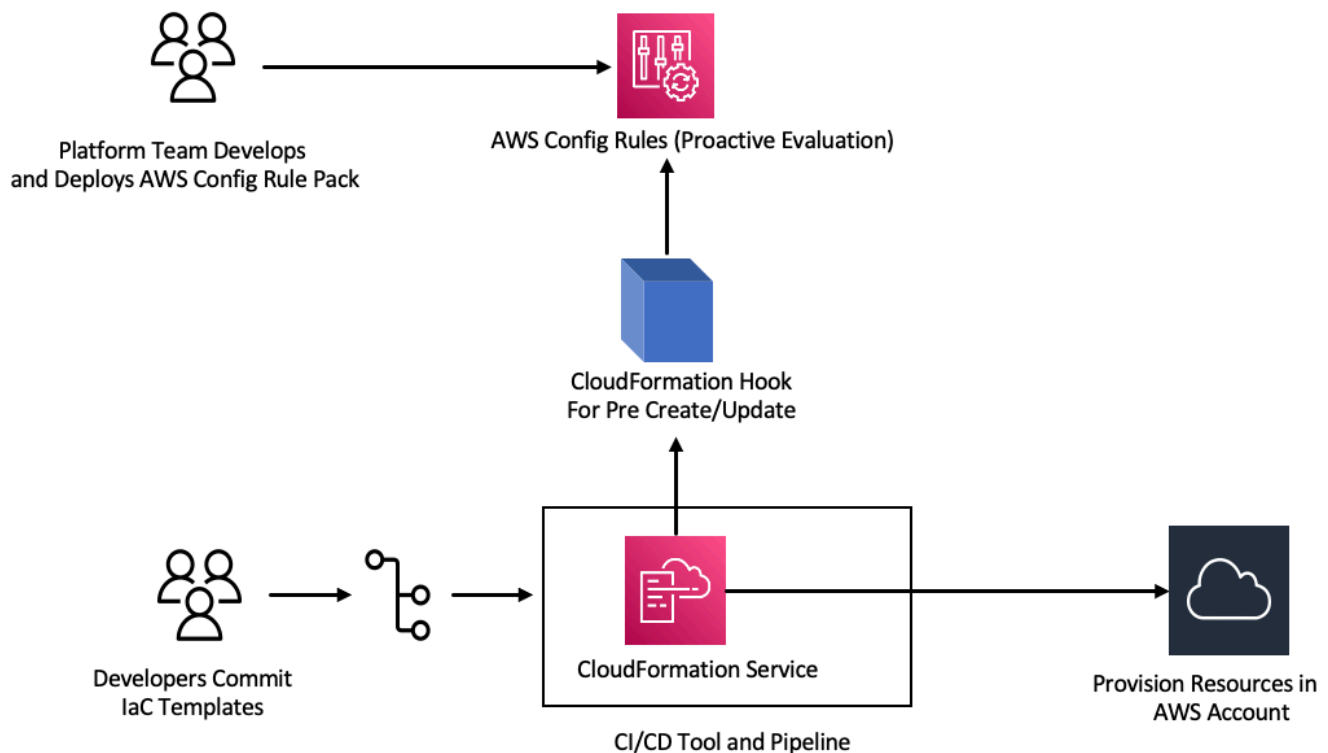 Platform Team Develops
and Deploys AWS Config Rule Pack
AWS Config Rules (Proactive Evaluation)
CloudFormation Hook
For Pre Create/Update
Developers Commit
IaC Templates
CloudFormation Service
Provision Resources in
AWS Account
CI/CD Tool and Pipeline